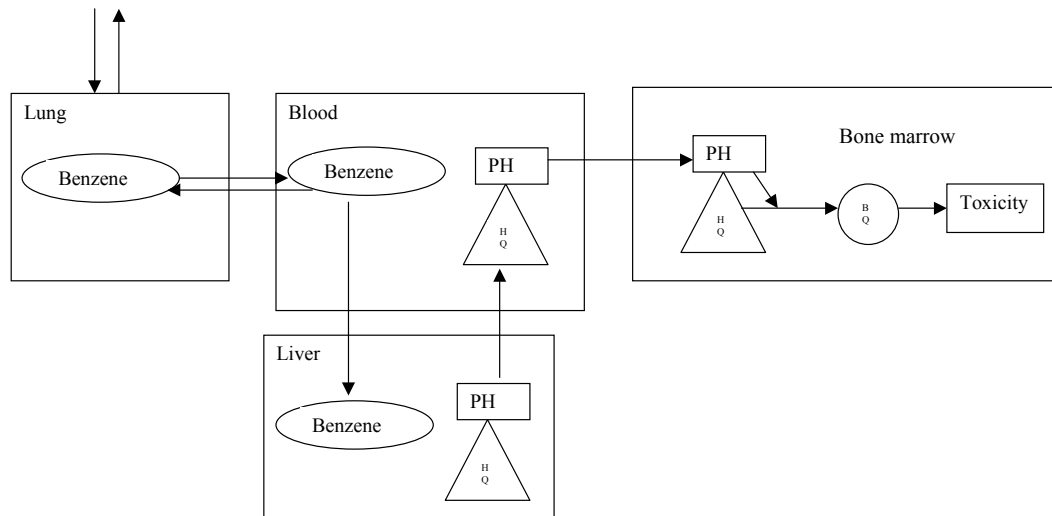 Lung
Benzene
Blood
Benzene
PH
H
Q
Bone marrow
PH
H
Q
B
Q
Toxicity
Liver
Benzene
PH
H
Q